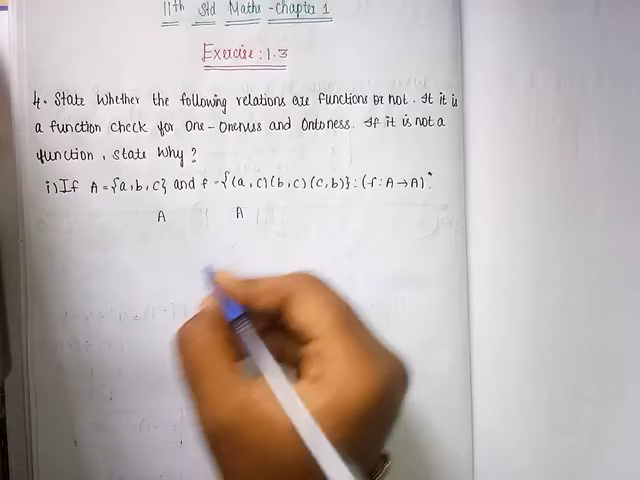 11th Std Maths - Chapter 1
Exercise : 1.3
4. State whether the following relations are functions or not. If it is
a function check for One-Oneness and Ontoness. If it is not a
function, state why?
i) If A = {a, b, c} and f = {(a, c) (b, c) (c, b)} : (f : A → A).
A A